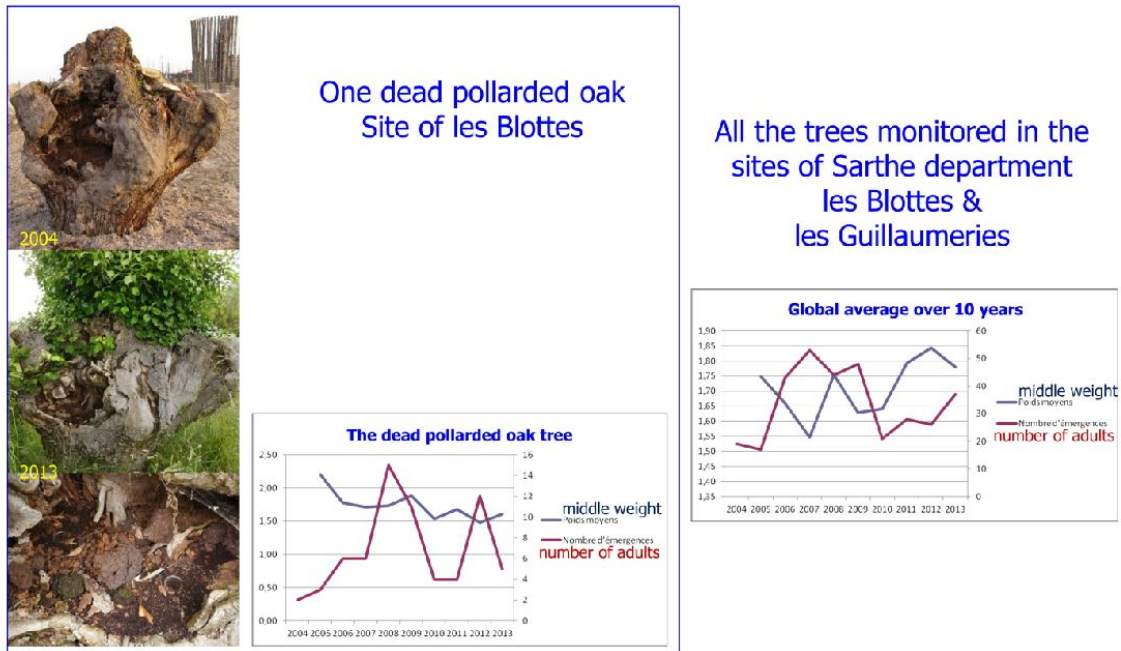 2004
2013
One dead pollarded oak
Site of les Blottes
The dead pollarded oak tree
2,50
2,00
1,50
1,00
0,50
0,00
16
14
12
10
8
6
4
2
0
2004 2005 2006 2007 2008 2009 2010 2011 2012 2013
middle weight
Poids moyens
Nombre d'émergences
number of adults
All the trees monitored in the
sites of Sarthe department
les Blottes &
les Guillaumeries
Global average over 10 years
1,90
1,85
1,80
1,75
1,70
1,65
1,60
1,55
1,50
1,45
1,40
1,35
60
50
40
30
20
10
0
2004 2005 2006 2007 2008 2009 2010 2011 2012 2013
middle weight
Poids moyens
Nombre d'émergences
number of adults